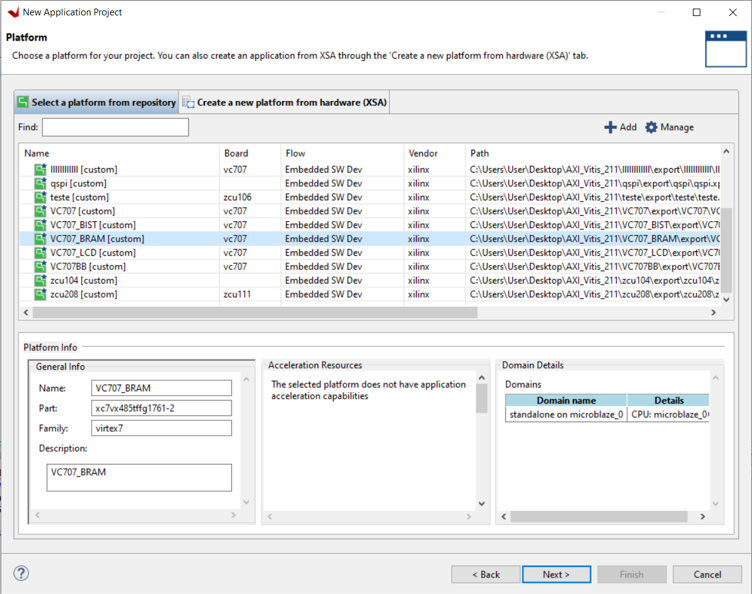 New Application Project
Platform
Choose a platform for your project. You can also create an application from XSA through the 'Create a new platform from hardware (XSA)' tab.
Select a platform from repository Create a new platform from hardware (XSA)
Find: Add Manage
Name Board Flow Vendor Path
[custom] vc707 Embedded SW Dev xilinx
qspi [custom] Embedded SW Dev xilinx C:\Users\User\Desktop\AXI_Vitis_211\qspi\export\qspi\qspi.xp
teste [custom] zcu106 Embedded SW Dev xilinx C:\Users\User\Desktop\AXI_Vitis_211\teste\export\teste\teste.
VC707 [custom] vc707 Embedded SW Dev xilinx C:\Users\User\Desktop\AXI_Vitis_211\VC707\export\VC707\VC
VC707_BIST [custom] vc707 Embedded SW Dev xilinx C:\Users\User\Desktop\AXI_Vitis_211\VC707_BIST\export\VC7
VC707_BRAM [custom] vc707 Embedded SW Dev xilinx C:\Users\User\Desktop\AXI_Vitis_211\VC707_BRAM\export\VC
VC707_LCD [custom] vc707 Embedded SW Dev xilinx C:\Users\User\Desktop\AXI_Vitis_211\VC707_LCD\export\VC7
VC707BB [custom] vc707 Embedded SW Dev xilinx C:\Users\User\Desktop\AXI_Vitis_211\VC707BB\export\VC707B
zcu104 [custom] Embedded SW Dev xilinx C:\Users\User\Desktop\AXI_Vitis_211\zcu104\export\zcu104\z
zcu208 [custom] zcu111 Embedded SW Dev xilinx C:\Users\User\Desktop\AXI_Vitis_211\zcu208\export\zcu208\z
Platform Info
General Info Acceleration Resources Domain Details
Name: VC707_BRAM The selected platform does not have application Domains
acceleration capabilities Domain name Details
Part: xc7vx485tffg1761-2 standalone on microblaze_0 CPU: microblaze_0
Family: virtex7
Description:
VC707_BRAM
< Back Next > Finish Cancel